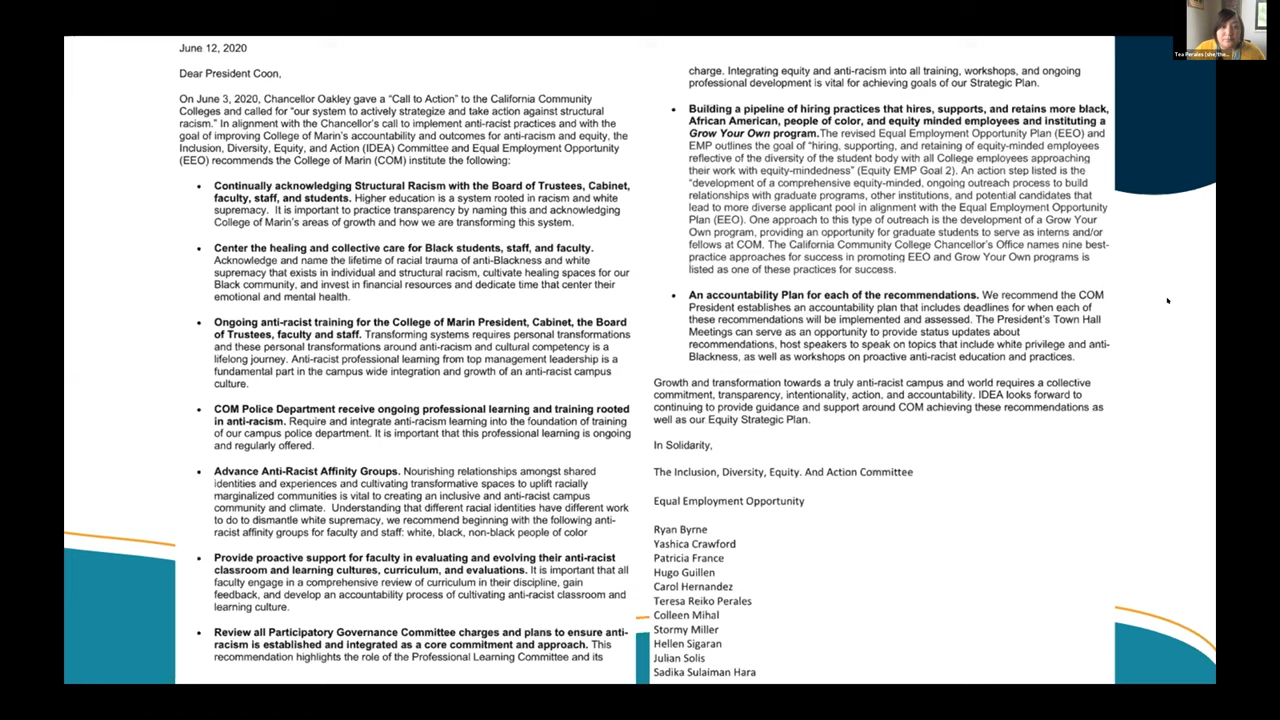 June 12, 2020
Dear President Coon,
On June 3, 2020, Chancellor Oakley gave a “Call to Action” to the California Community
Colleges and called for “our system to actively strategize and take action against structural
racism.” In alignment with the Chancellor’s call to implement anti-racist practices and with the
goal of improving College of Marin’s accountability and outcomes for anti-racism and equity, the
Inclusion, Diversity, Equity, and Action (IDEA) Committee and Equal Employment Opportunity
(EEO) recommends the College of Marin (COM) institute the following:
• Continually acknowledging Structural Racism with the Board of Trustees, Cabinet,
faculty, staff, and students. Higher education is a system rooted in racism and white
supremacy. It is important to practice transparency by naming this and acknowledging
College of Marin’s areas of growth and how we are transforming this system.
• Center the healing and collective care for Black students, staff, and faculty.
Acknowledge and name the lifetime of racial trauma of anti-Blackness and white
supremacy that exists in individual and structural racism, cultivate healing spaces for our
Black community, and invest in financial resources and dedicate time that center their
emotional and mental health.
• Ongoing anti-racist training for the College of Marin President, Cabinet, the Board
of Trustees, faculty and staff. Transforming systems requires personal transformations
and these personal transformations around anti-racism and cultural competency is a
lifelong journey. Anti-racist professional learning from top management leadership is a
fundamental part in the campus wide integration and growth of an anti-racist campus
culture.
• COM Police Department receive ongoing professional learning and training rooted
in anti-racism. Require and integrate anti-racism learning into the foundation of training
of our campus police department. It is important that this professional learning is ongoing
and regularly offered.
• Advance Anti-Racist Affinity Groups. Nourishing relationships amongst shared
identities and experiences and cultivating transformative spaces to uplift racially
marginalized communities is vital to creating an inclusive and anti-racist campus
community and climate. Understanding that different racial identities have different work
to do to dismantle white supremacy, we recommend beginning with the following anti-
racist affinity groups for faculty and staff: white, black, non-black people of color
• Provide proactive support for faculty in evaluating and evolving their anti-racist
classroom and learning cultures, curriculum, and evaluations. It is important that all
faculty engage in a comprehensive review of curriculum in their discipline, gain
feedback, and develop an accountability process of cultivating anti-racist classroom and
learning culture.
• Review all Participatory Governance Committee charges and plans to ensure anti-
racism is established and integrated as a core commitment and approach. This
recommendation highlights the role of the Professional Learning Committee and its
charge. Integrating equity and anti-racism into all training, workshops, and ongoing
professional development is vital for achieving goals of our Strategic Plan.
• Building a pipeline of hiring practices that hires, supports, and retains more black,
African American, people of color, and equity minded employees and instituting a
Grow Your Own program.The revised Equal Employment Opportunity Plan (EEO) and
EMP outlines the goal of “hiring, supporting, and retaining of equity-minded employees
reflective of the diversity of the student body with all College employees approaching
their work with equity-mindedness” (Equity EMP Goal 2). An action step listed is the
“development of a comprehensive equity-minded, ongoing outreach process to build
relationships with graduate programs, other institutions, and potential candidates that
lead to more diverse applicant pool in alignment with the Equal Employment Opportunity
Plan (EEO). One approach to this type of outreach is the development of a Grow Your
Own program, providing an opportunity for graduate students to serve as interns and/or
fellows at COM. The California Community College Chancellor’s Office names nine best-
practice approaches for success in promoting EEO and Grow Your Own programs is
listed as one of these practices for success.
• An accountability Plan for each of the recommendations. We recommend the COM
President establishes an accountability plan that includes deadlines for when each of
these recommendations will be implemented and assessed. The President’s Town Hall
Meetings can serve as an opportunity to provide status updates about
recommendations, host speakers to speak on topics that include white privilege and anti-
Blackness, as well as workshops on proactive anti-racist education and practices.
Growth and transformation towards a truly anti-racist campus and world requires a collective
commitment, transparency, intentionality, action, and accountability. IDEA looks forward to
continuing to provide guidance and support around COM achieving these recommendations as
well as our Equity Strategic Plan.
In Solidarity,
The Inclusion, Diversity, Equity. And Action Committee
Equal Employment Opportunity
Ryan Byrne
Yashica Crawford
Patricia France
Hugo Guillen
Carol Hernandez
Teresa Reiko Perales
Colleen Mihal
Stormy Miller
Hellen Sigaran
Julian Solis
Sadika Sulaiman Hara
Tea Perales (she/the...